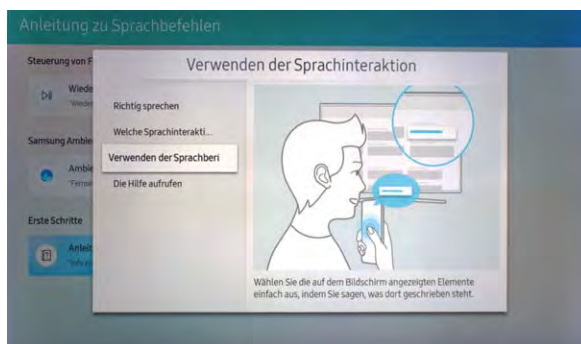 Anleitung zu Sprachbefehlen
Steuerung von F
Wiede
Samsung Ambie
Ambie
Erste Schritte
Anleit
Verwenden der Sprachinteraktion
Richtig sprechen
Welche Sprachinterakti...
Verwenden der Sprachberi
Die Hilfe aufrufen
Wählen Sie die auf dem Bildschirm angezeigten Elemente
einfach aus, indem Sie sagen, was dort geschrieben steht.